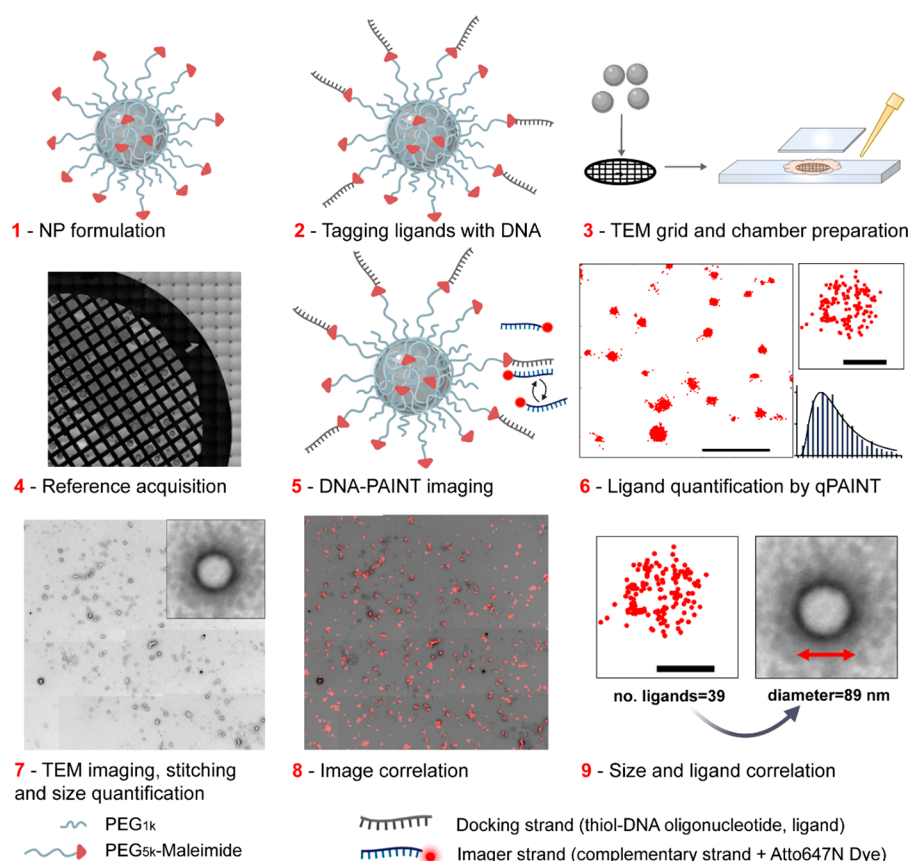 1 - NP formulation
2 - Tagging ligands with DNA
3 - TEM grid and chamber preparation
4 - Reference acquisition
5 - DNA-PAINT imaging
6 - Ligand quantification by qPAINT
no. ligands=39
diameter=89 nm
7 - TEM imaging, stitching
and size quantification
8 - Image correlation
9 - Size and ligand correlation
PEG1k
PEG5k-Maleimide
Docking strand (thiol-DNA oligonucleotide, ligand)
Imager strand (complementary strand + Atto647N Dye)